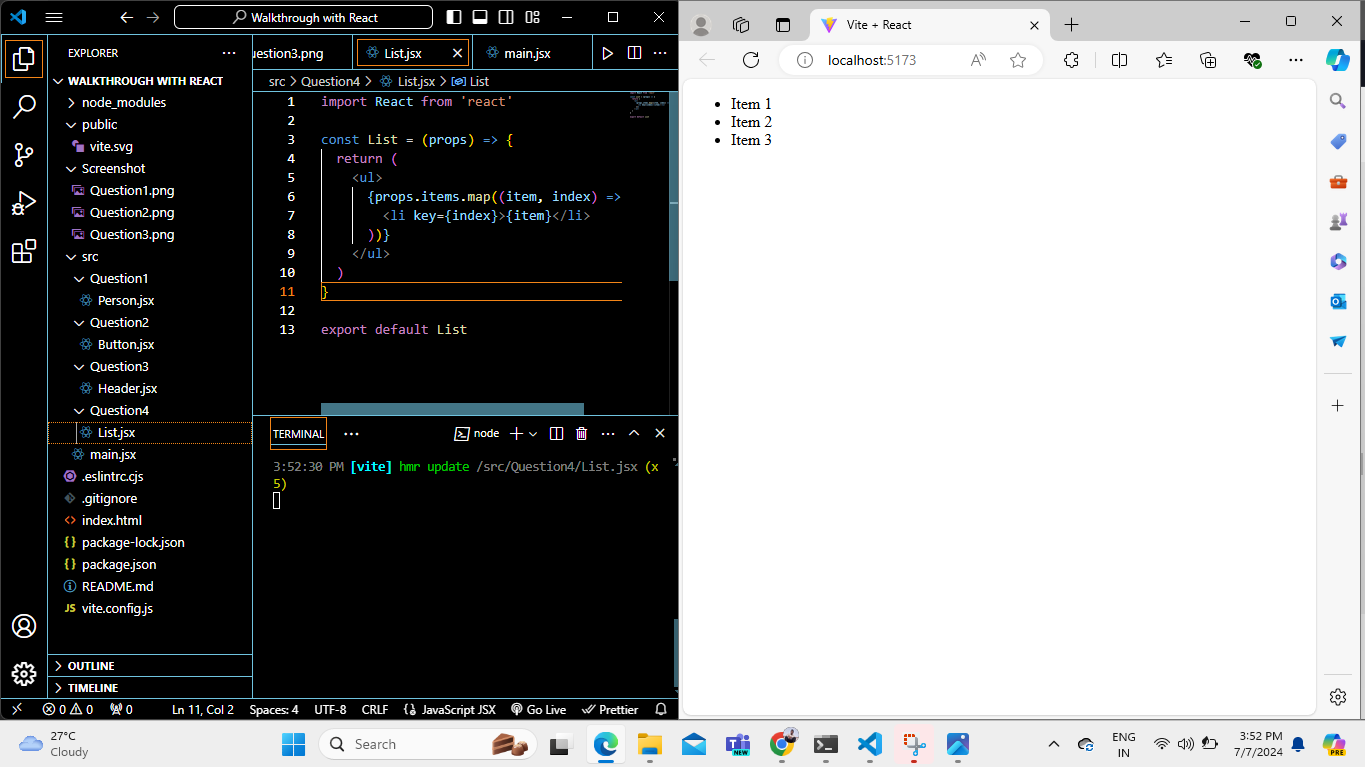 Walkthrough with React
EXPLORER
WALKTHROUGH WITH REACT
node_modules
public
vite.svg
Screenshot
Question1.png
Question2.png
Question3.png
src
Question1
Person.jsx
Question2
Button.jsx
Question3
Header.jsx
Question4
List.jsx
main.jsx
.eslintrc.cjs
.gitignore
index.html
package-lock.json
package.json
README.md
JS vite.config.js
OUTLINE
TIMELINE
uestion3.png List.jsx main.jsx
src > Question4 > List.jsx > List
1 import React from 'react'
2
3 const List = (props) => {
4 return (
5 <ul>
6 {props.items.map((item, index) =>
7 <li key={index}>{item}</li>
8 ))}
9 </ul>
10 )
11 }
12
13 export default List
TERMINAL node
3:52:30 PM [vite] hmr update /src/Question4/List.jsx (x
5)
0 0 0 Ln 11, Col 2 Spaces: 4 UTF-8 CRLF JavaScript JSX Go Live Prettier
Vite + React
localhost:5173
Item 1
Item 2
Item 3
27°C
Cloudy
Search
NEW
ENG
IN
3:52 PM
7/7/2024
PRE